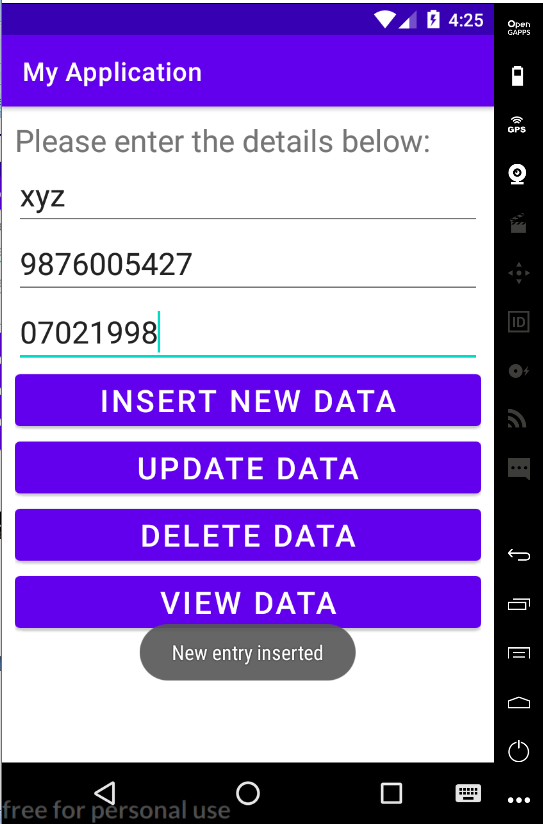 4:25
Open
GAPPS
My Application
GPS
Please enter the details below:
xyz
9876005427
07021998
ID
INSERT NEW DATA
UPDATE DATA
DELETE DATA
VIEW DATA
New entry inserted
free for personal use